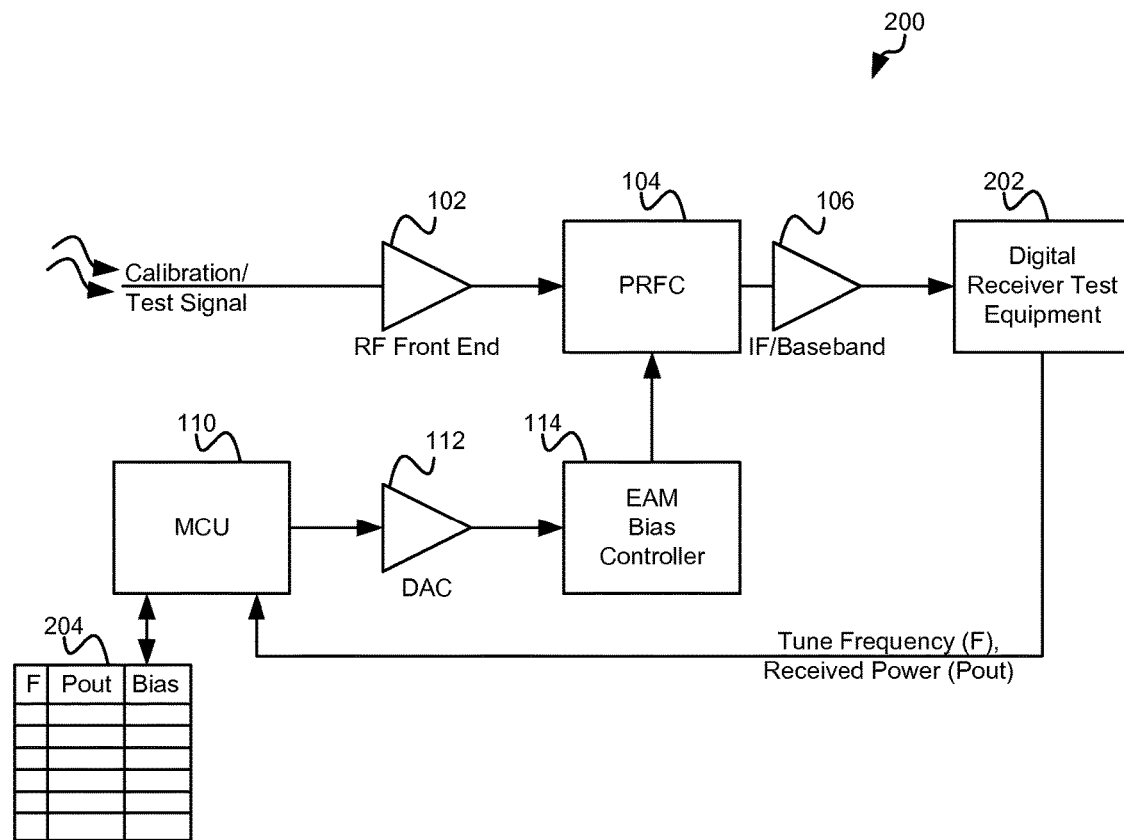 200
102
104
106
202
Calibration/
Test Signal
RF Front End
PRFC
IF/Baseband
Digital
Receiver Test
Equipment
110
112
114
MCU
DAC
EAM
Bias
Controller
204
Tune Frequency (F),
Received Power (Pout)
F Pout Bias